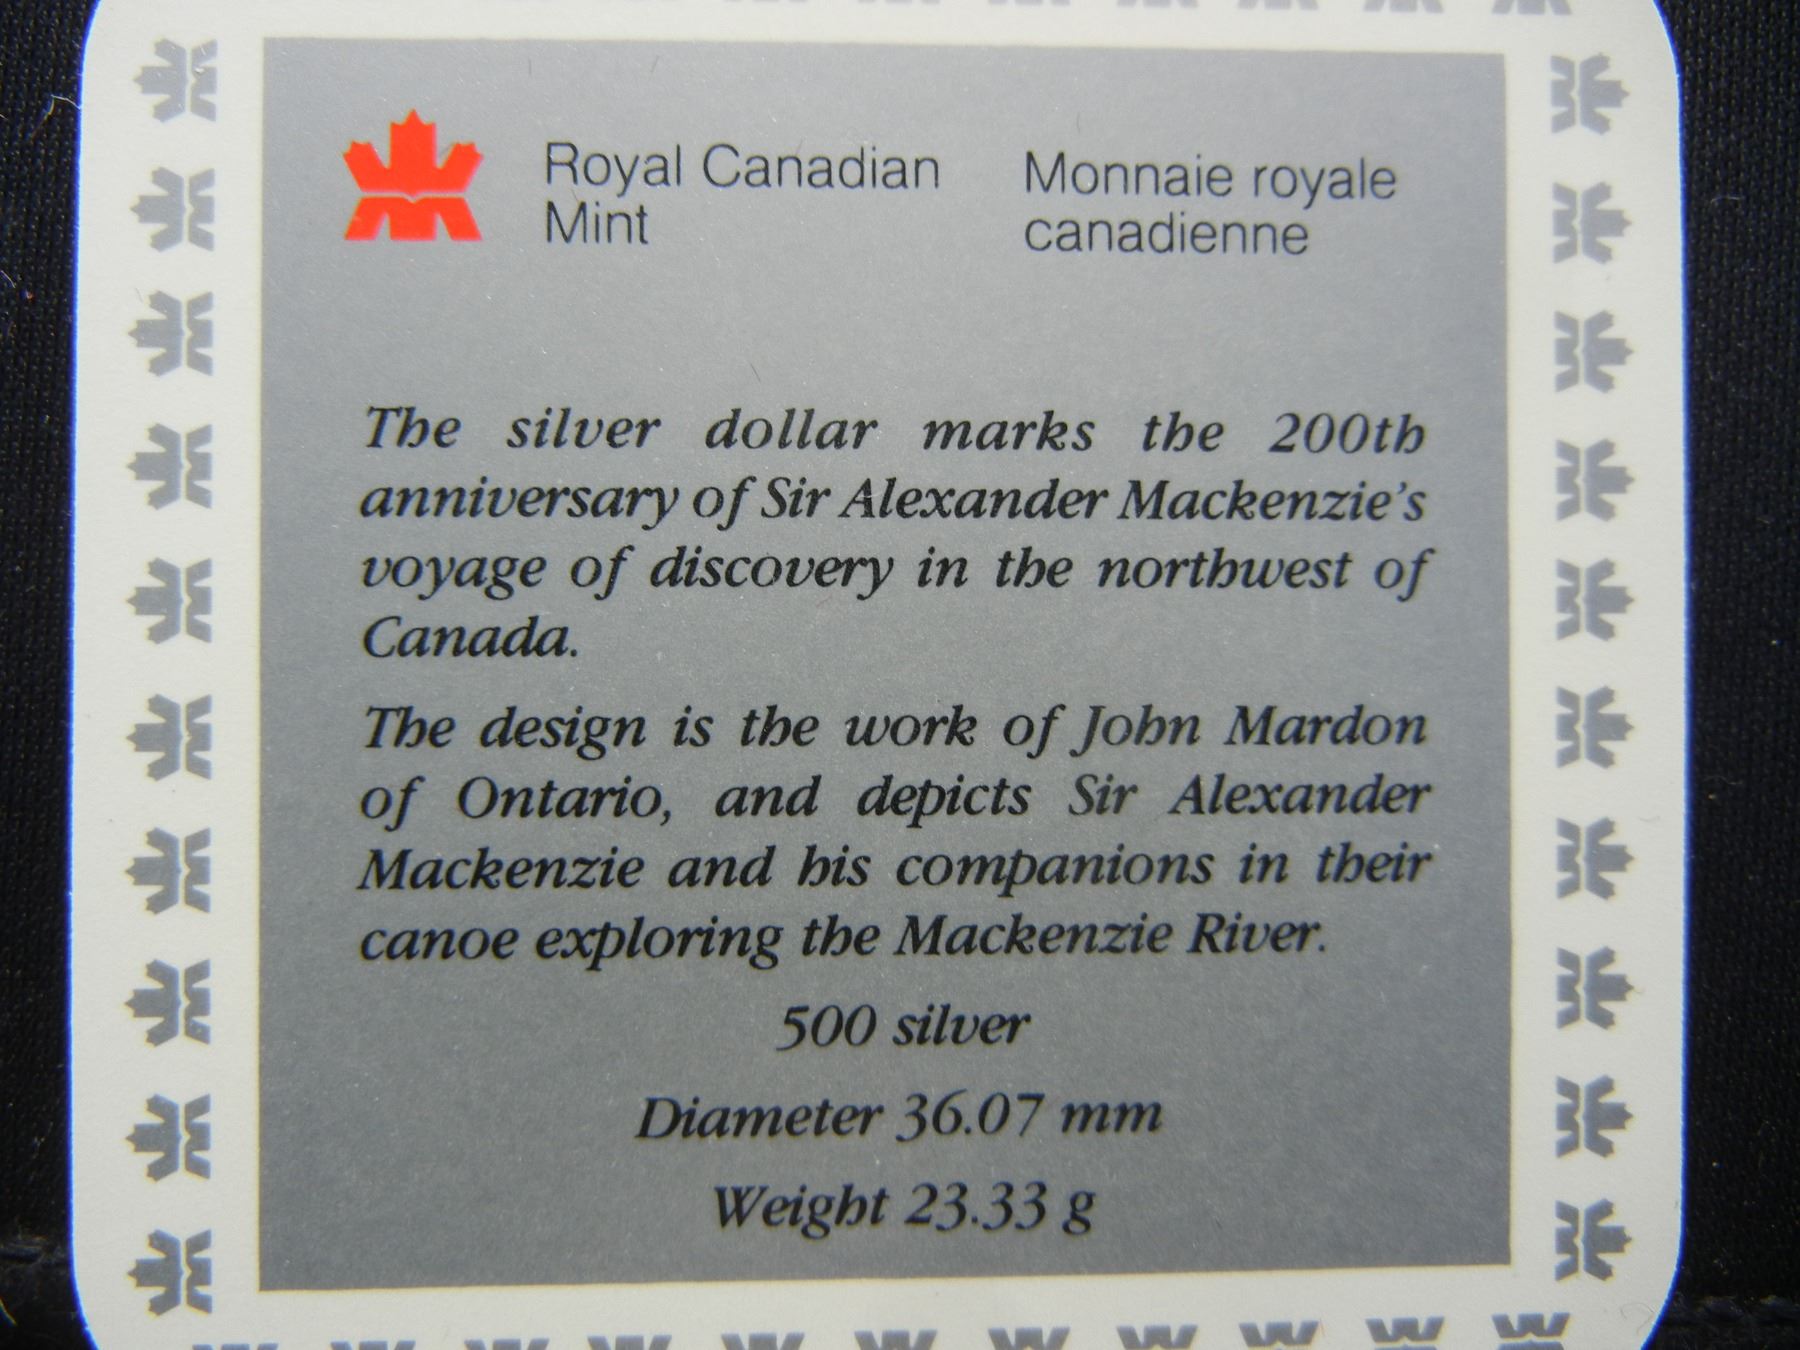 Royal Canadian
Mint
Monnaie royale
canadienne
The silver dollar marks the 200th
anniversary of Sir Alexander Mackenzie's
voyage of discovery in the northwest of
Canada.
The design is the work of John Mardon
of Ontario, and depicts Sir Alexander
Mackenzie and his companions in their
canoe exploring the Mackenzie River.
500 silver
Diameter 36.07 mm
Weight 23.33 g